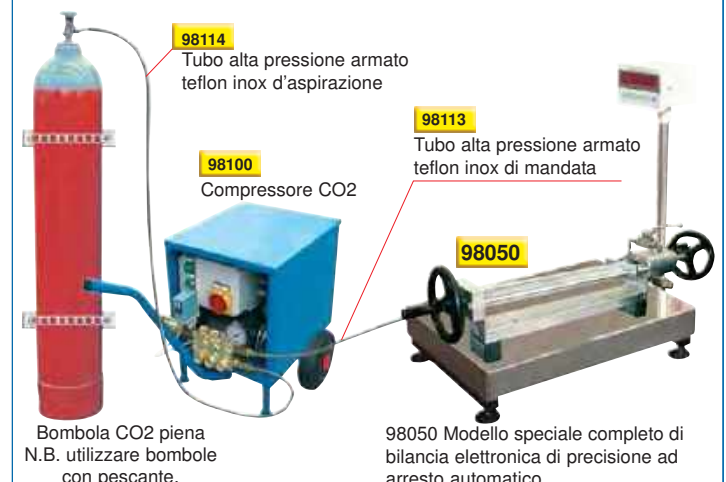 98114
Tubo alta pressione armato
teflon inox d'aspirazione
98113
Tubo alta pressione armato
teflon inox di mandata
98100
Compressore CO2
98050
Bombola CO2 piena
N.B. utilizzare bombole
con pescante.
98050 Modello speciale completo di
bilancia elettronica di precisione ad
arresto automatico